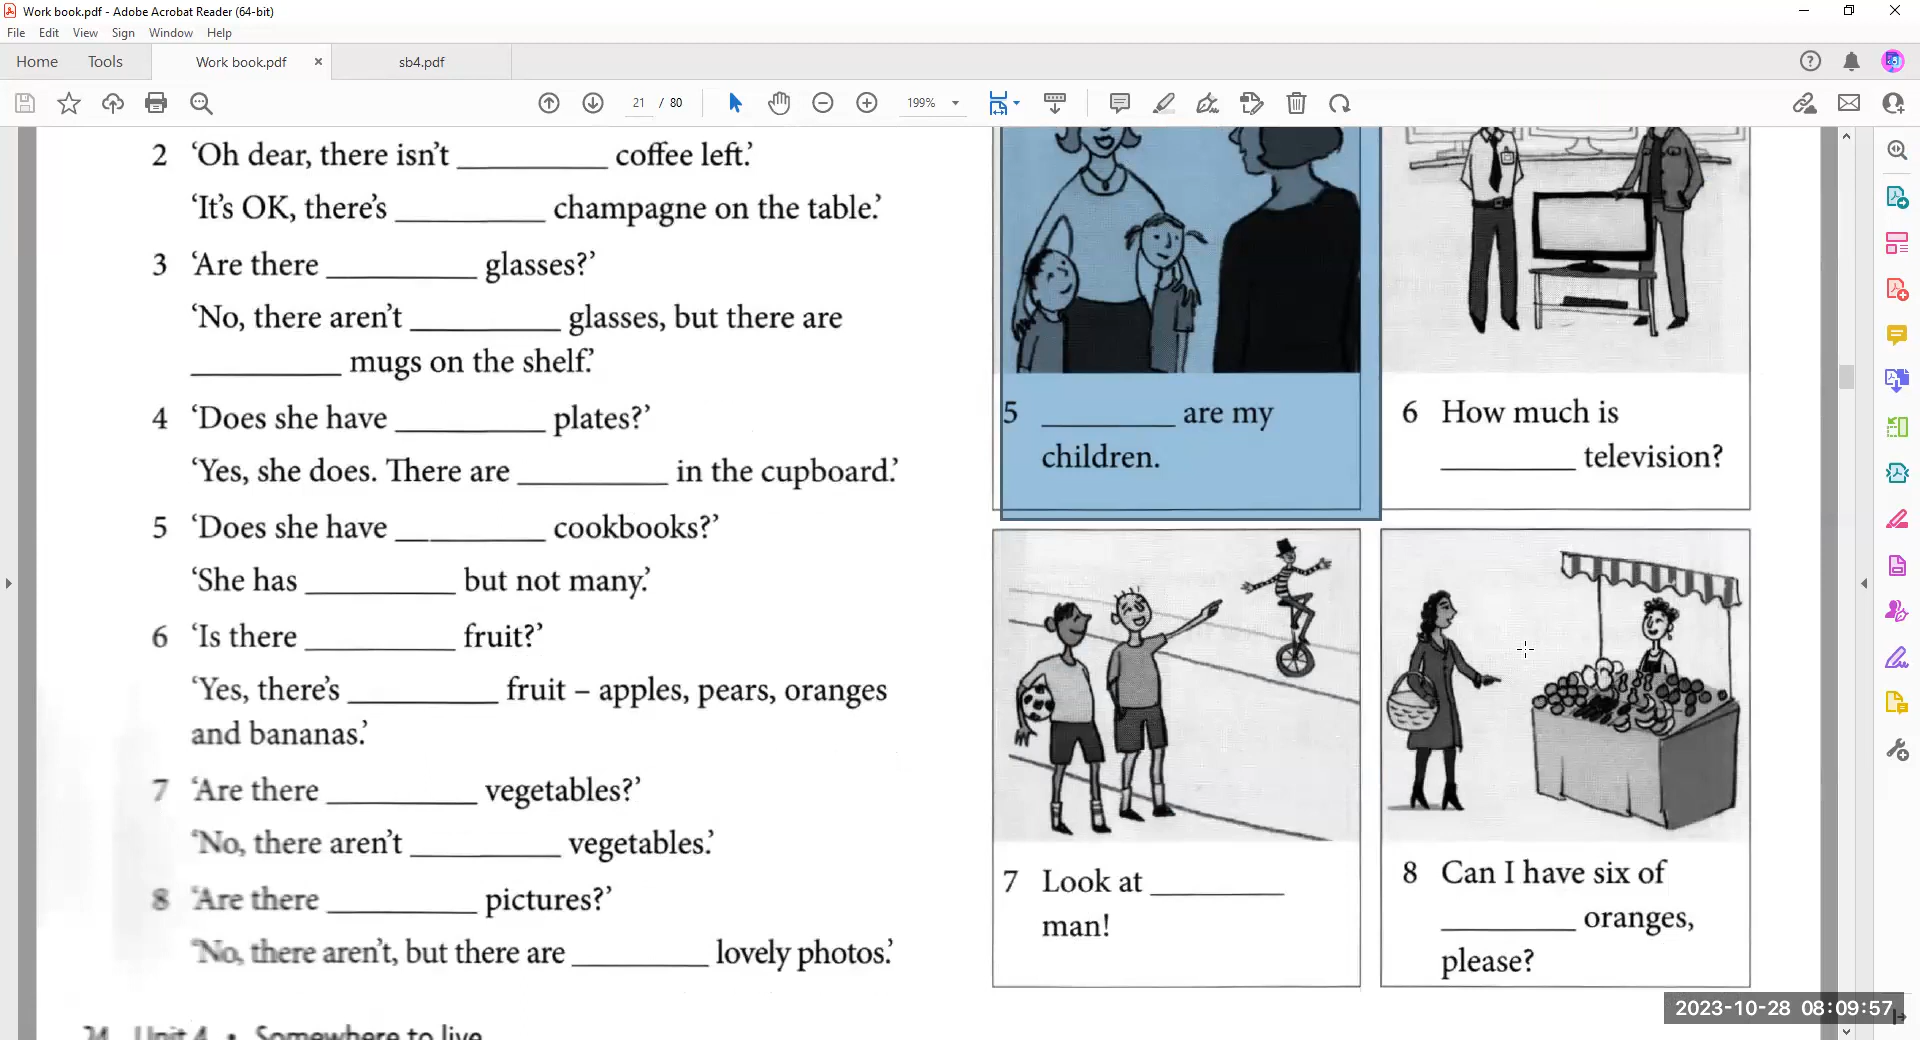 Work book.pdf - Adobe Acrobat Reader (64-bit)
File Edit View Sign Window Help
Home Tools Work book.pdf × sb4.pdf
21 / 80 199%
2 ‘Oh dear, there isn’t __________ coffee left.’
‘It’s OK, there’s __________ champagne on the table.’
3 ‘Are there __________ glasses?’
‘No, there aren’t __________ glasses, but there are
__________ mugs on the shelf.’
4 ‘Does she have __________ plates?’
‘Yes, she does. There are __________ in the cupboard.’
5 ‘Does she have __________ cookbooks?’
‘She has __________ but not many.’
6 ‘Is there __________ fruit?’
‘Yes, there’s __________ fruit – apples, pears, oranges
and bananas.’
7 ‘Are there __________ vegetables?’
‘No, there aren’t __________ vegetables.’
8 ‘Are there __________ pictures?’
‘No, there aren’t, but there are __________ lovely photos.’
24 Unit 4 • Somewhere to live
5 __________ are my
children.
6 How much is
__________ television?
7 Look at __________
man!
8 Can I have six of
__________ oranges,
please?
2023-10-28 08:09:57